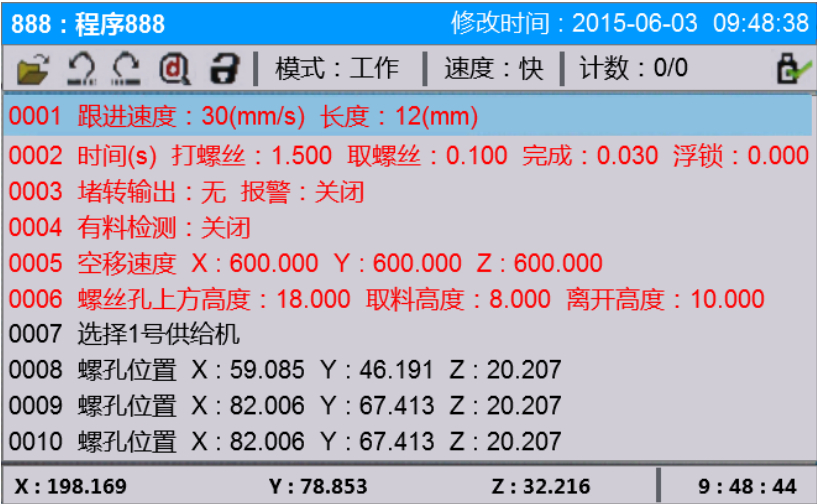 888：程序888 修改时间：2015-06-03 09:48:38
模式：工作 速度：快 计数：0/0
0001 跟进速度：30(mm/s) 长度：12(mm)
0002 时间(s) 打螺丝：1.500 取螺丝：0.100 完成：0.030 浮锁：0.000
0003 堵转输出：无 报警：关闭
0004 有料检测：关闭
0005 空移速度 X：600.000 Y：600.000 Z：600.000
0006 螺丝孔上方高度：18.000 取料高度：8.000 离开高度：10.000
0007 选择1号供给机
0008 螺孔位置 X：59.085 Y：46.191 Z：20.207
0009 螺孔位置 X：82.006 Y：67.413 Z：20.207
0010 螺孔位置 X：82.006 Y：67.413 Z：20.207
X：198.169 Y：78.853 Z：32.216 9：48：44